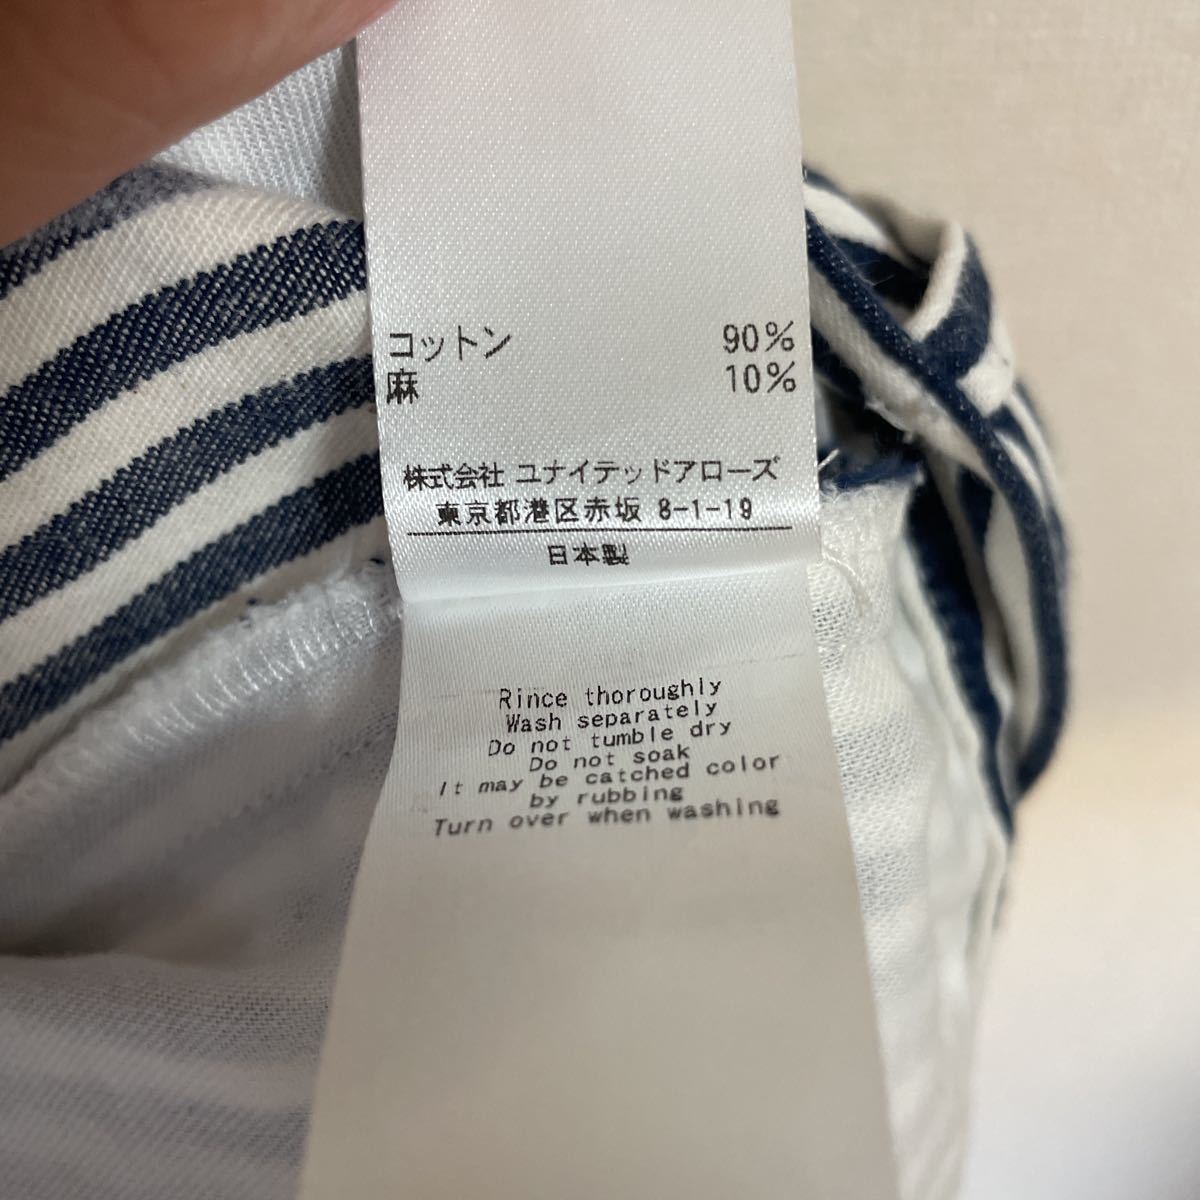 コットン 90%
麻 10%
株式会社 ユナイテッドアローズ
東京都港区赤坂 8-1-19
日本製
Rince thoroughly
Wash separately
Do not tumble dry
Do not soak
It may be catched color
by rubbing
Turn over when washing